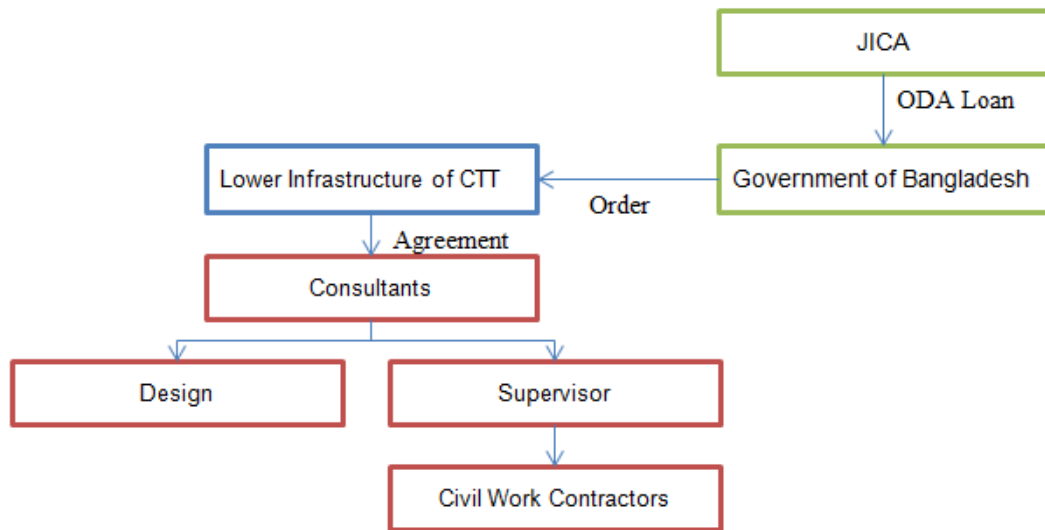 JICA
ODA Loan
Lower Infrastructure of CTT
Government of Bangladesh
Order
Agreement
Consultants
Design
Supervisor
Civil Work Contractors